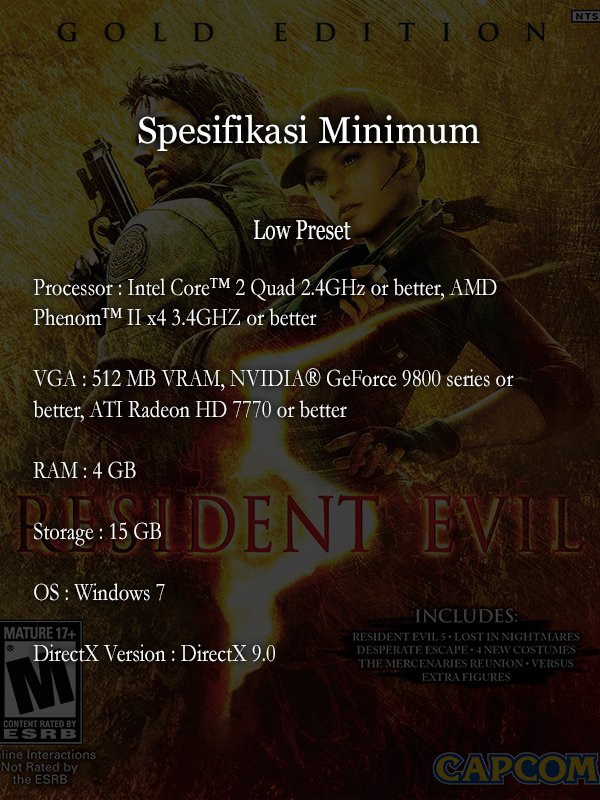 GOLD EDITION
NTS
Spesifikasi Minimum
Low Preset
Processor : Intel Core™ 2 Quad 2.4GHz or better, AMD
Phenom™ II x4 3.4GHZ or better
VGA : 512 MB VRAM, NVIDIA® GeForce 9800 series or
better, ATI Radeon HD 7770 or better
RAM : 4 GB
RESIDENT EVIL®
Storage : 15 GB
OS : Windows 7
INCLUDES:
RESIDENT EVIL 5 • LOST IN NIGHTMARES
DESPERATE ESCAPE • 4 NEW COSTUMES
THE MERCENARIES REUNION • VERSUS
EXTRA FIGURES
DirectX Version : DirectX 9.0
MATURE 17+
M
CONTENT RATED BY
ESRB
line Interactions
Not Rated by
the ESRB
CAPCOM